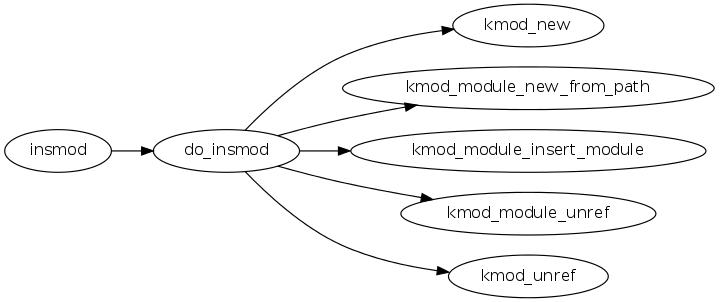 insmod
do_insmod
kmod_new
kmod_module_new_from_path
kmod_module_insert_module
kmod_module_unref
kmod_unref